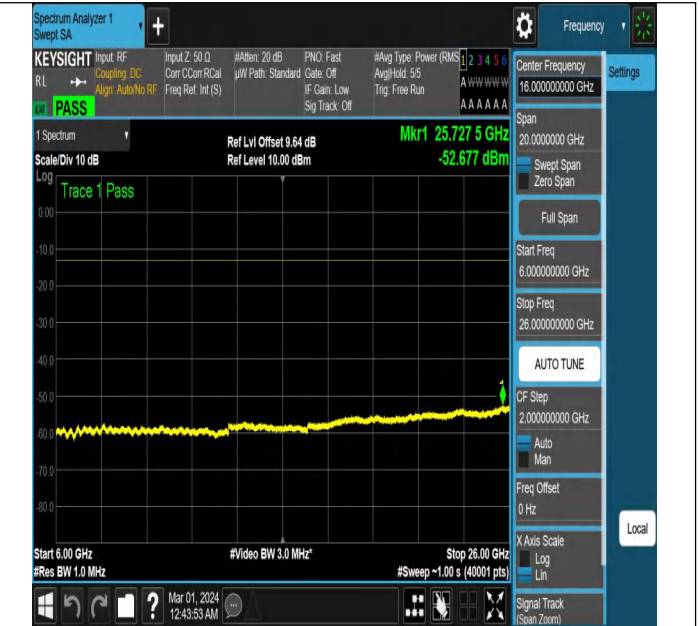 Spectrum Analyzer 1
Swept SA
+
Frequency
KEYSIGHT
RL
PASS
Input: RF
Coupling: DC
Align: Auto/No RF
Input Z: 50 Ω
Corr CCorr RCal
Freq Ref: Int (S)
#Atten: 20 dB
µW Path: Standard
PNO: Fast
Gate: Off
IF Gain: Low
Sig Track: Off
#Avg Type: Power (RMS
Avg|Hold: 5/5
Trig: Free Run
1 2 3 4 5 6
A W W W W W
A A A A A A
1 Spectrum
Scale/Div 10 dB
Ref Lvl Offset 9.64 dB
Ref Level 10.00 dBm
Mkr1 25.727 5 GHz
-52.677 dBm
Log
Trace 1 Pass
0.00
-10.0
-20.0
-30.0
-40.0
-50.0
-60.0
-70.0
-80.0
Start 6.00 GHz
#Res BW 1.0 MHz
#Video BW 3.0 MHz*
Stop 26.00 GHz
#Sweep ~1.00 s (40001 pts)
Mar 01, 2024
12:43:53 AM
?
Center Frequency
16.000000000 GHz
Settings
Span
20.0000000 GHz
Swept Span
Zero Span
Full Span
Start Freq
6.000000000 GHz
Stop Freq
26.000000000 GHz
AUTO TUNE
CF Step
2.000000000 GHz
Auto
Man
Freq Offset
0 Hz
X Axis Scale
Log
Lin
Local
Signal Track
(Span Zoom)